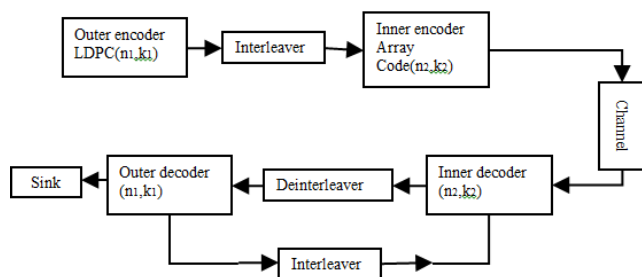 Outer encoder
LDPC(n1,k1)
Interleaver
Inner encoder
Array
Code(n2,k2)
Channel
Sink
Outer decoder
(n1,k1)
Deinterleaver
Inner decoder
(n2,k2)
Interleaver